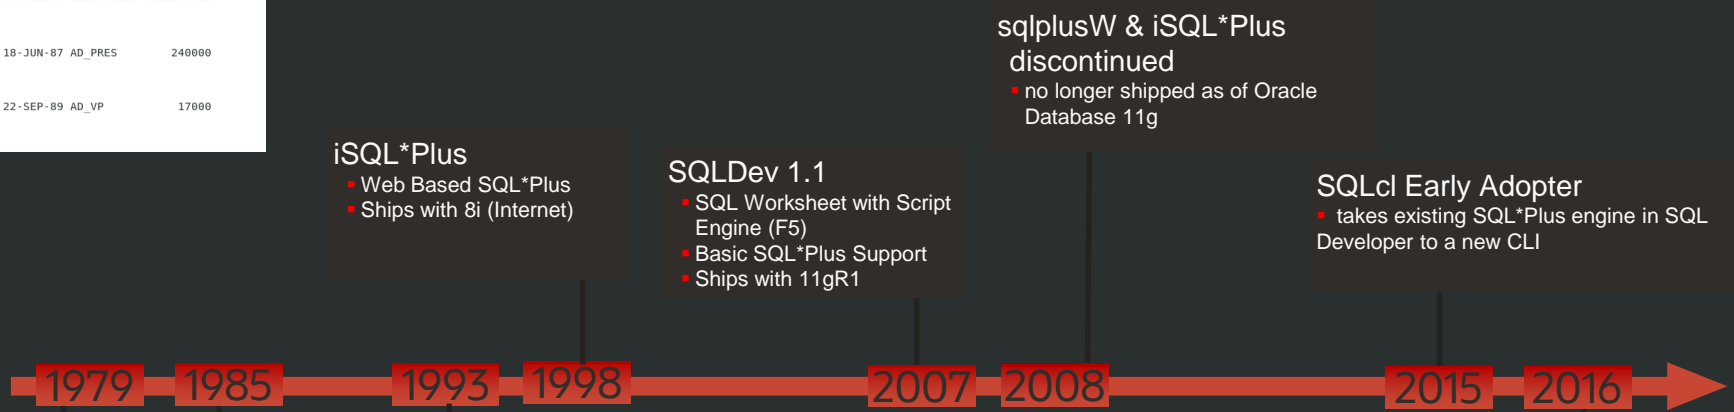 18-JUN-87 AD_PRES 240000
22-SEP-89 AD_VP 17000
iSQL*Plus
Web Based SQL*Plus
Ships with 8i (Internet)
SQLDev 1.1
SQL Worksheet with Script
Engine (F5)
Basic SQL*Plus Support
Ships with 11gR1
sqlplusW & iSQL*Plus
discontinued
no longer shipped as of Oracle
Database 11g
SQLcl Early Adopter
takes existing SQL*Plus engine in SQL
Developer to a new CLI
1979 1985 1993 1998 2007 2008 2015 2016